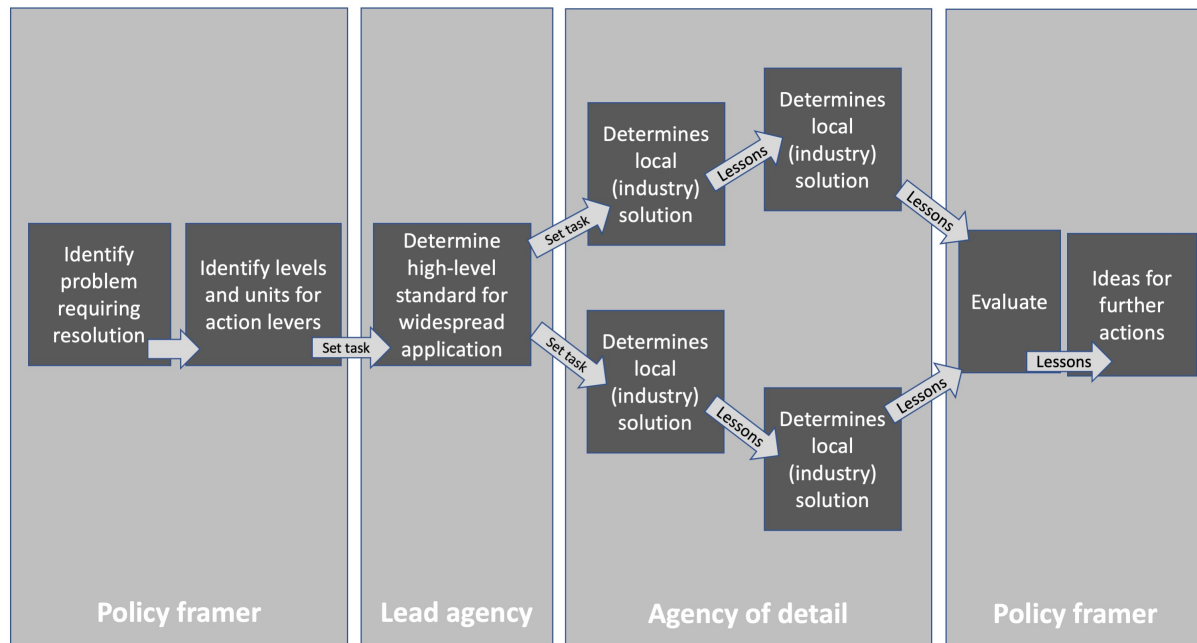 Identify
problem
requiring
resolution
Identify levels
and units for
action levers
Set task
Determine
high-level
standard for
widespread
application
Set task
Set task
Determines
local
(industry)
solution
Lessons
Determines
local
(industry)
solution
Lessons
Determines
local
(industry)
solution
Lessons
Determines
local
(industry)
solution
Lessons
Evaluate
Lessons
Ideas for
further
actions
Policy framer
Lead agency
Agency of detail
Policy framer